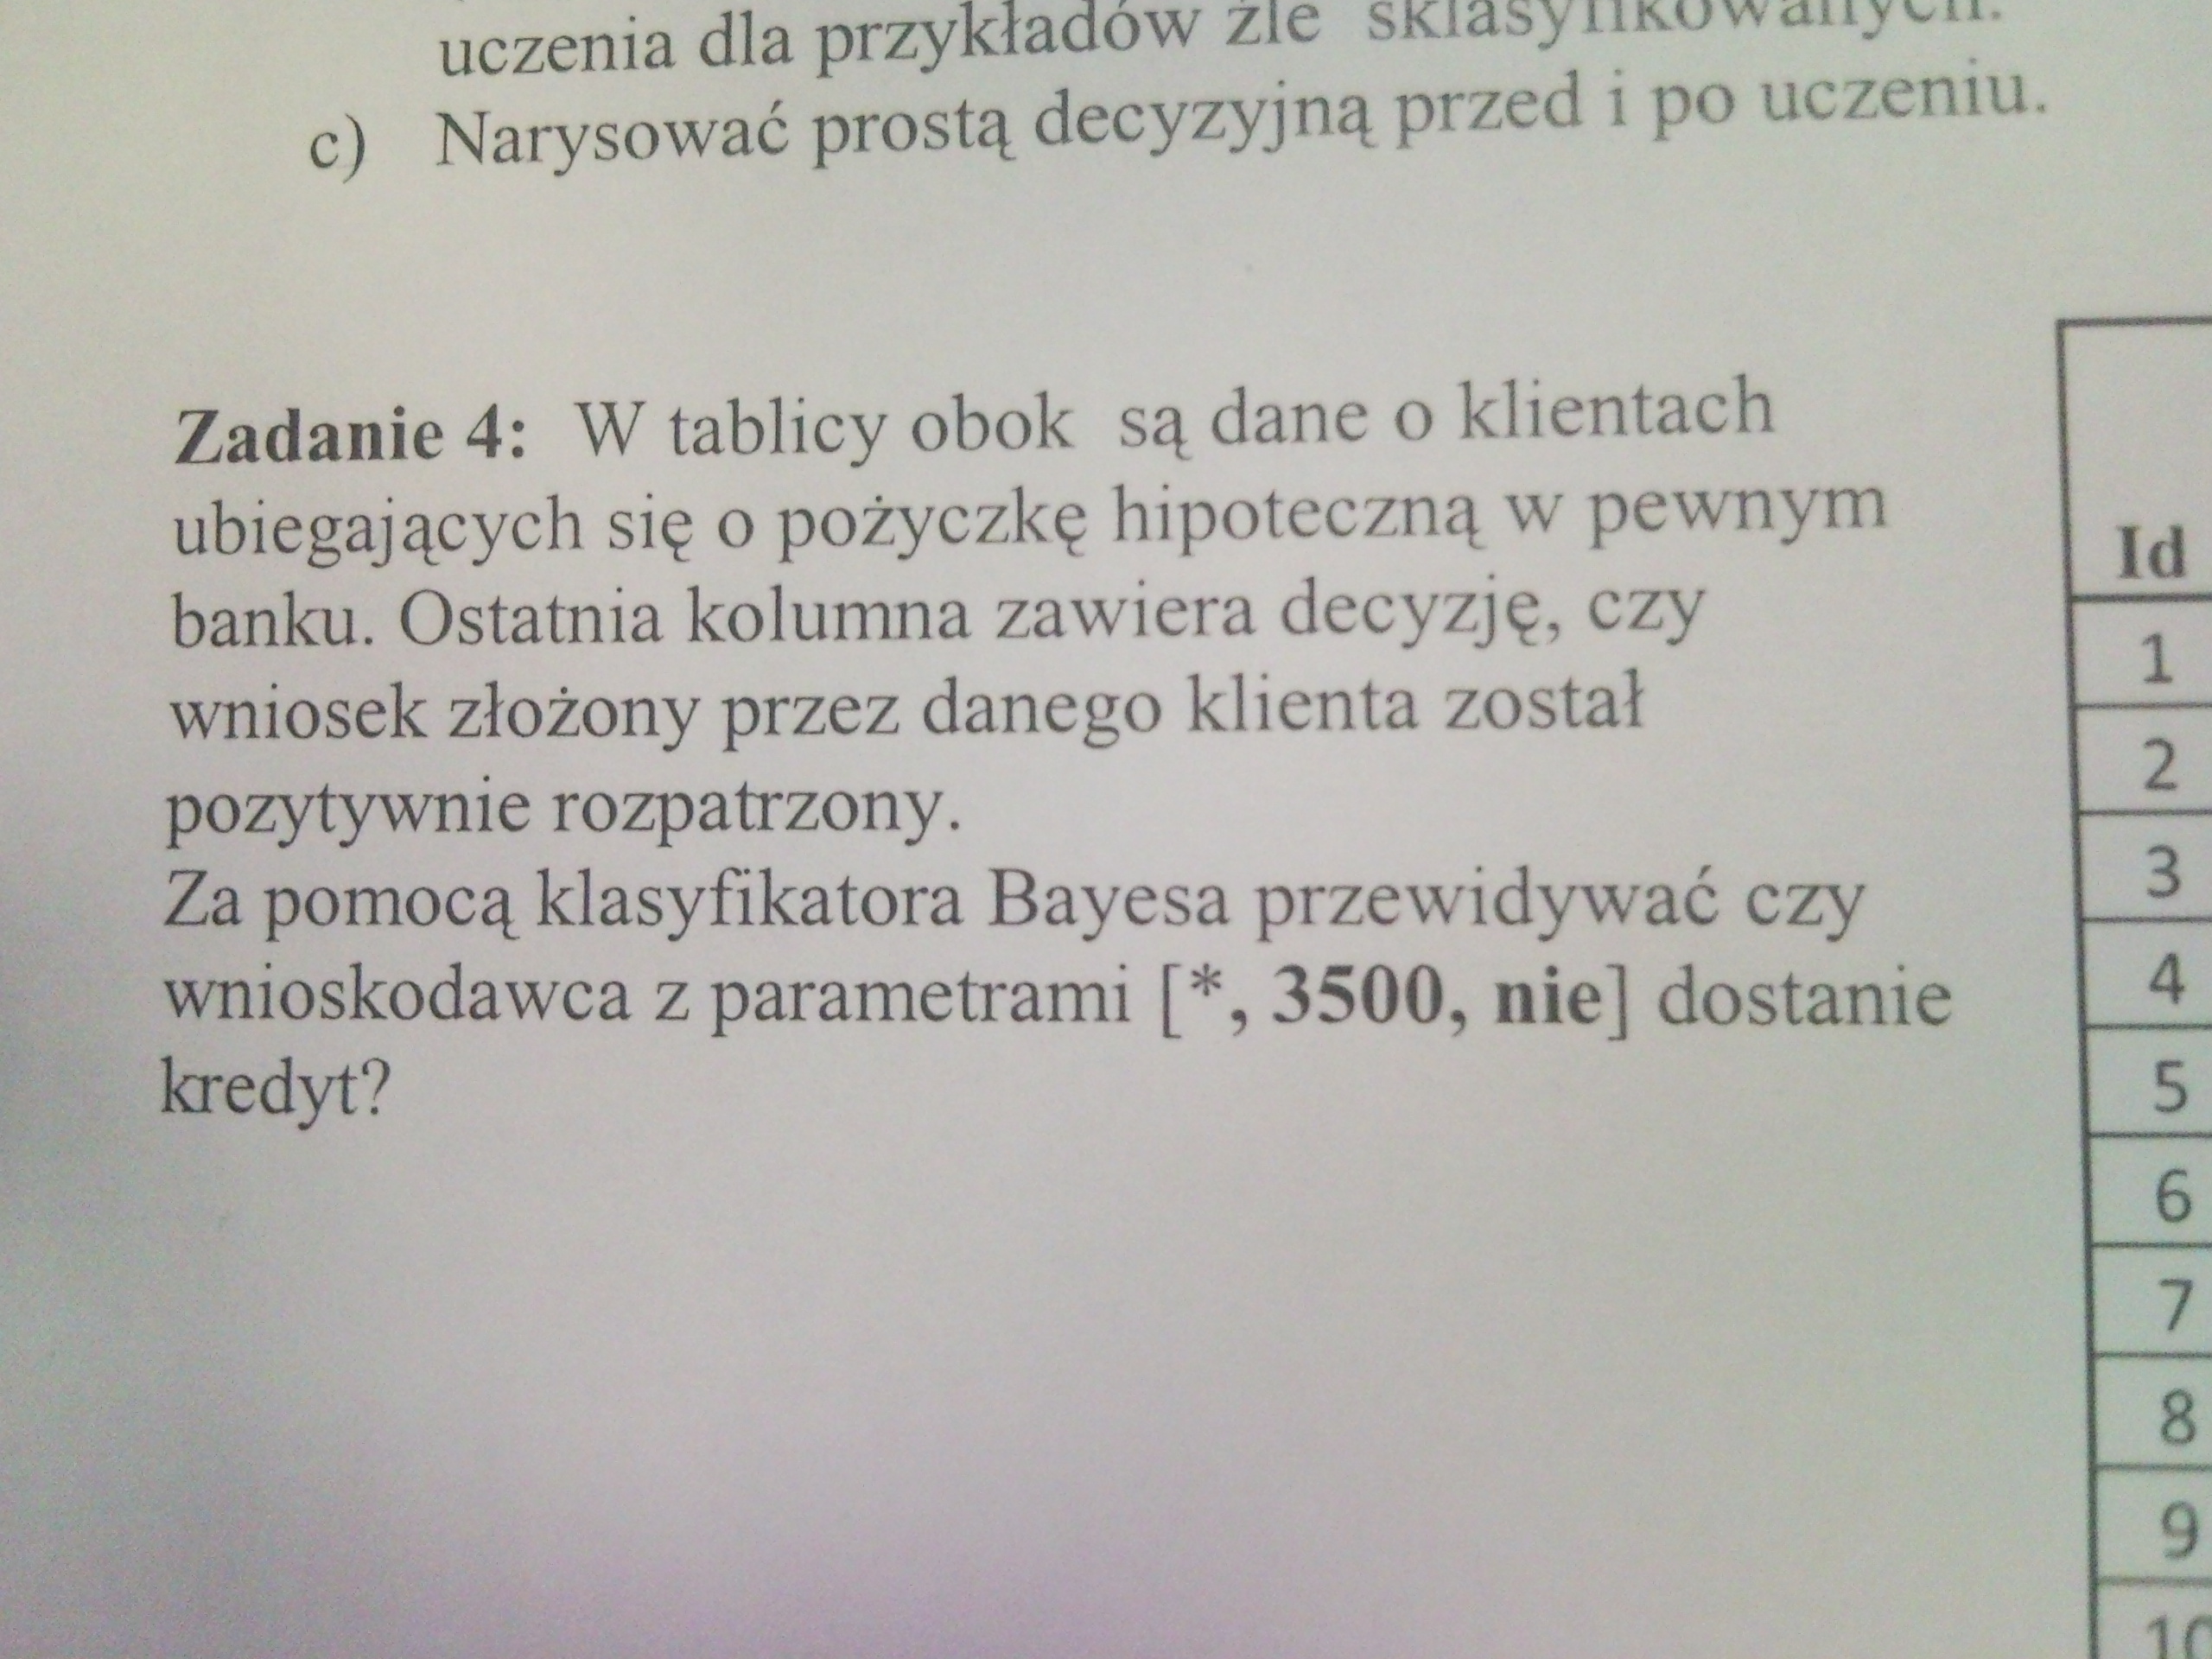 uczenia dla przykładów źle sklasyfikowanych.
c) Narysować prostą decyzyjną przed i po uczeniu.
Zadanie 4: W tablicy obok są dane o klientach
ubiegających się o pożyczkę hipoteczną w pewnym
banku. Ostatnia kolumna zawiera decyzję, czy
wniosek złożony przez danego klienta został
pozytywnie rozpatrzony.
Za pomocą klasyfikatora Bayesa przewidywać czy
wnioskodawca z parametrami [*, 3500, nie] dostanie
kredyt?
Id
1
2
3
4
5
6
7
8
9
10